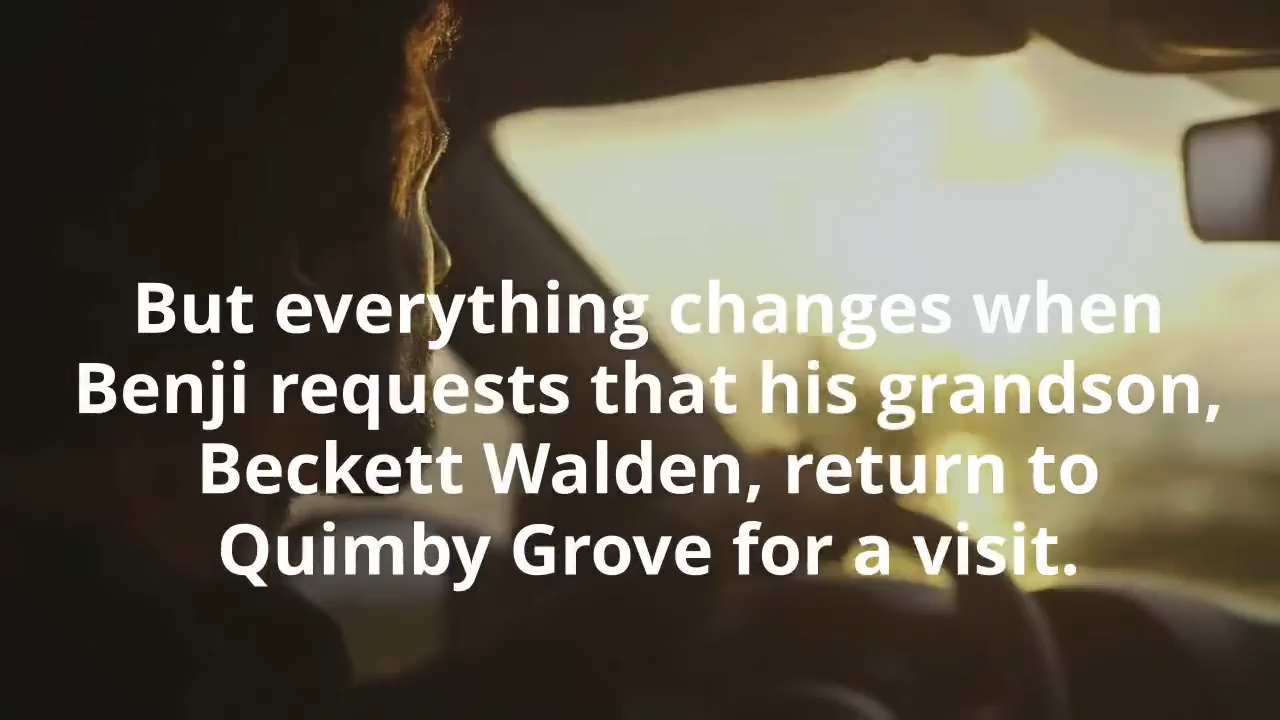 But everything changes when
Benji requests that his grandson,
Beckett Walden, return to
Quimby Grove for a visit.